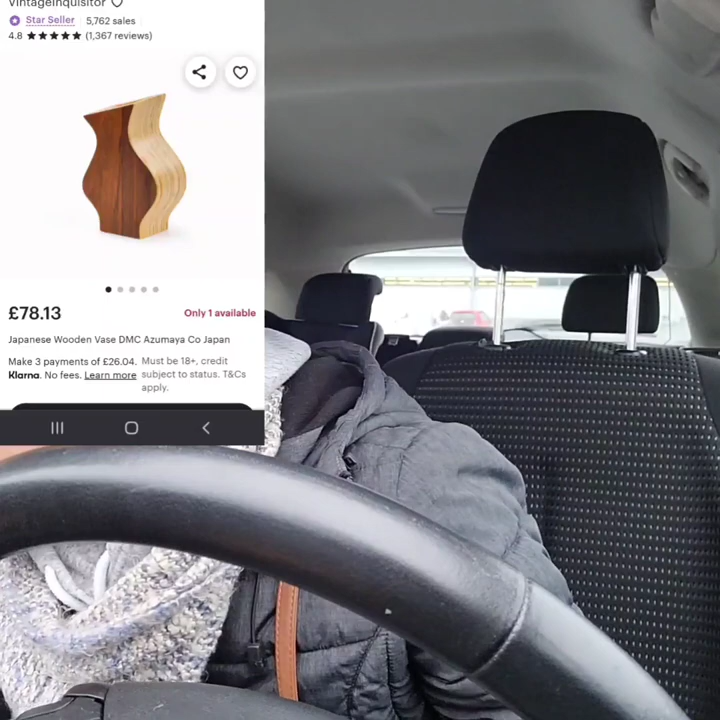 VintageInquisitor
Star Seller 5,762 sales
4.8 ★★★★★ (1,367 reviews)
£78.13 Only 1 available
Japanese Wooden Vase DMC Azumaya Co Japan
Make 3 payments of £26.04. Must be 18+, credit
Klarna. No fees. Learn more subject to status. T&Cs
apply.